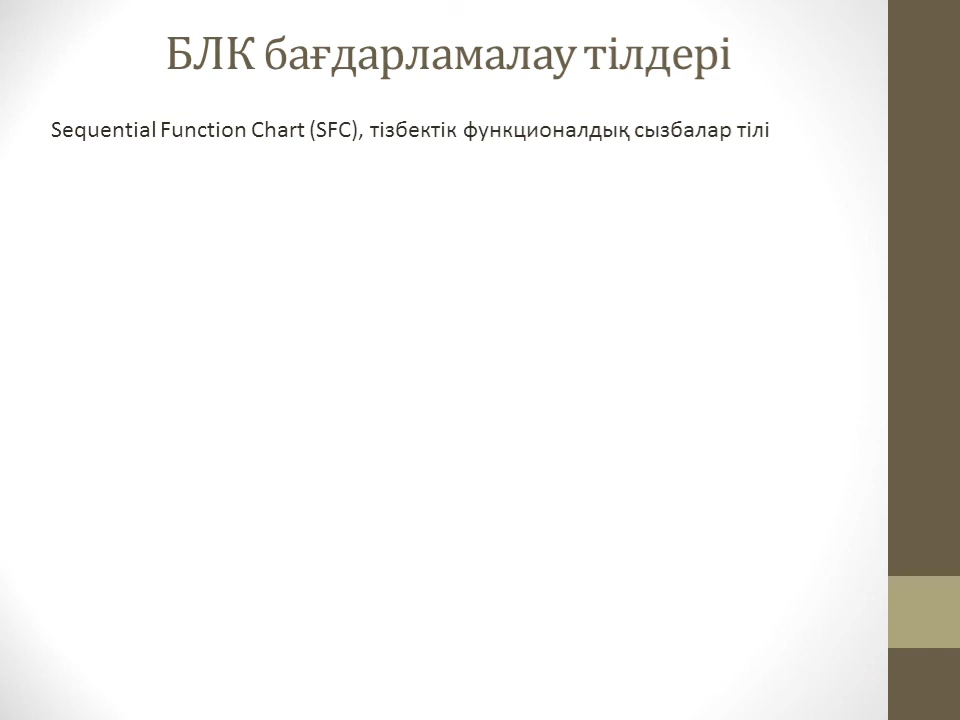 БЛК бағдарламалау тілдері
Sequential Function Chart (SFC), тізбектік функционалдық сызбалар тілі